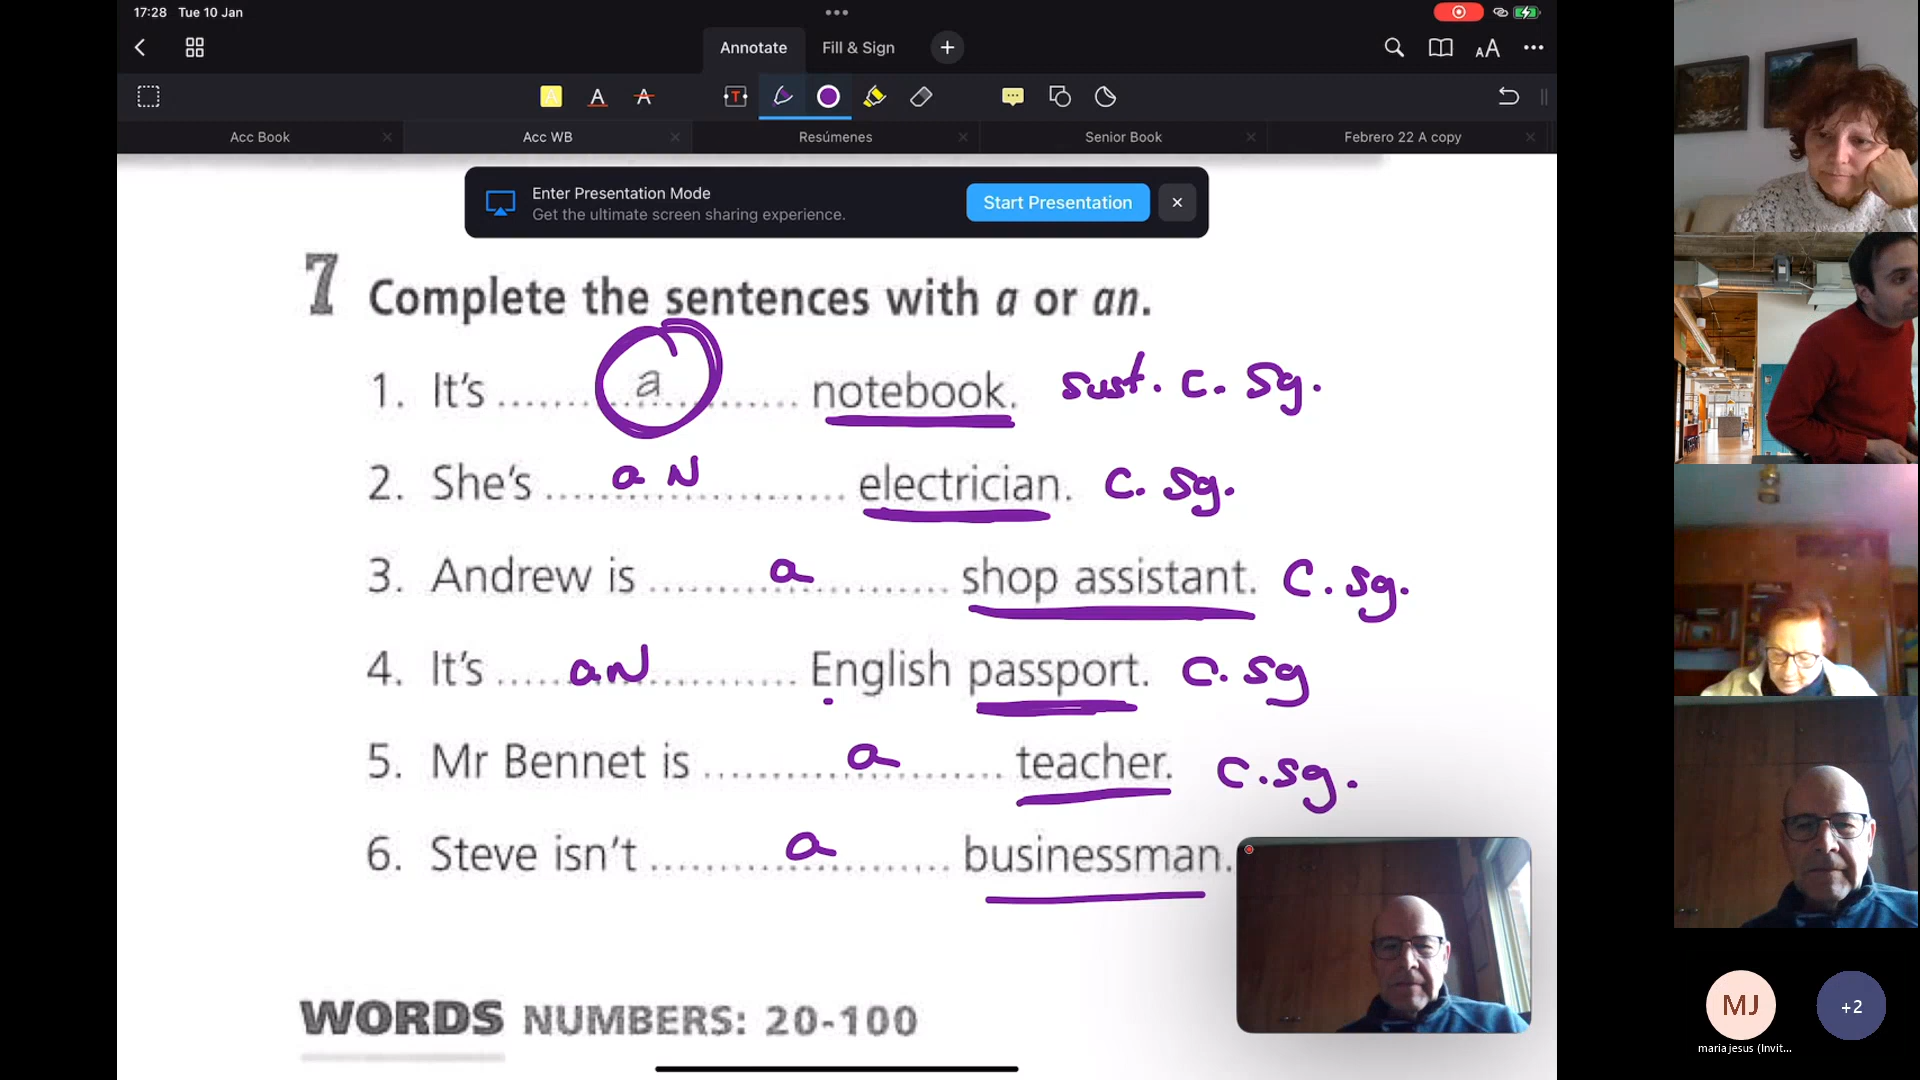 17:28 Tue 10 Jan
Annotate Fill & Sign
A A A T AA
Acc Book Acc WB Resúmenes Senior Book Febrero 22 A copy
Enter Presentation Mode
Get the ultimate screen sharing experience.
Start Presentation
7 Complete the sentences with a or an.
1. It's ........ a ........ notebook. sust. c. sg.
2. She's ........ aN ........ electrician. c. sg.
3. Andrew is ........ a ........ shop assistant. C. sg.
4. It's ........ aN ........ English passport. C. sg
5. Mr Bennet is ........ a ........ teacher. C. sg.
6. Steve isn't ........ a ........ businessman.
WORDS NUMBERS: 20-100
MJ +2
maria jesus (Invit...